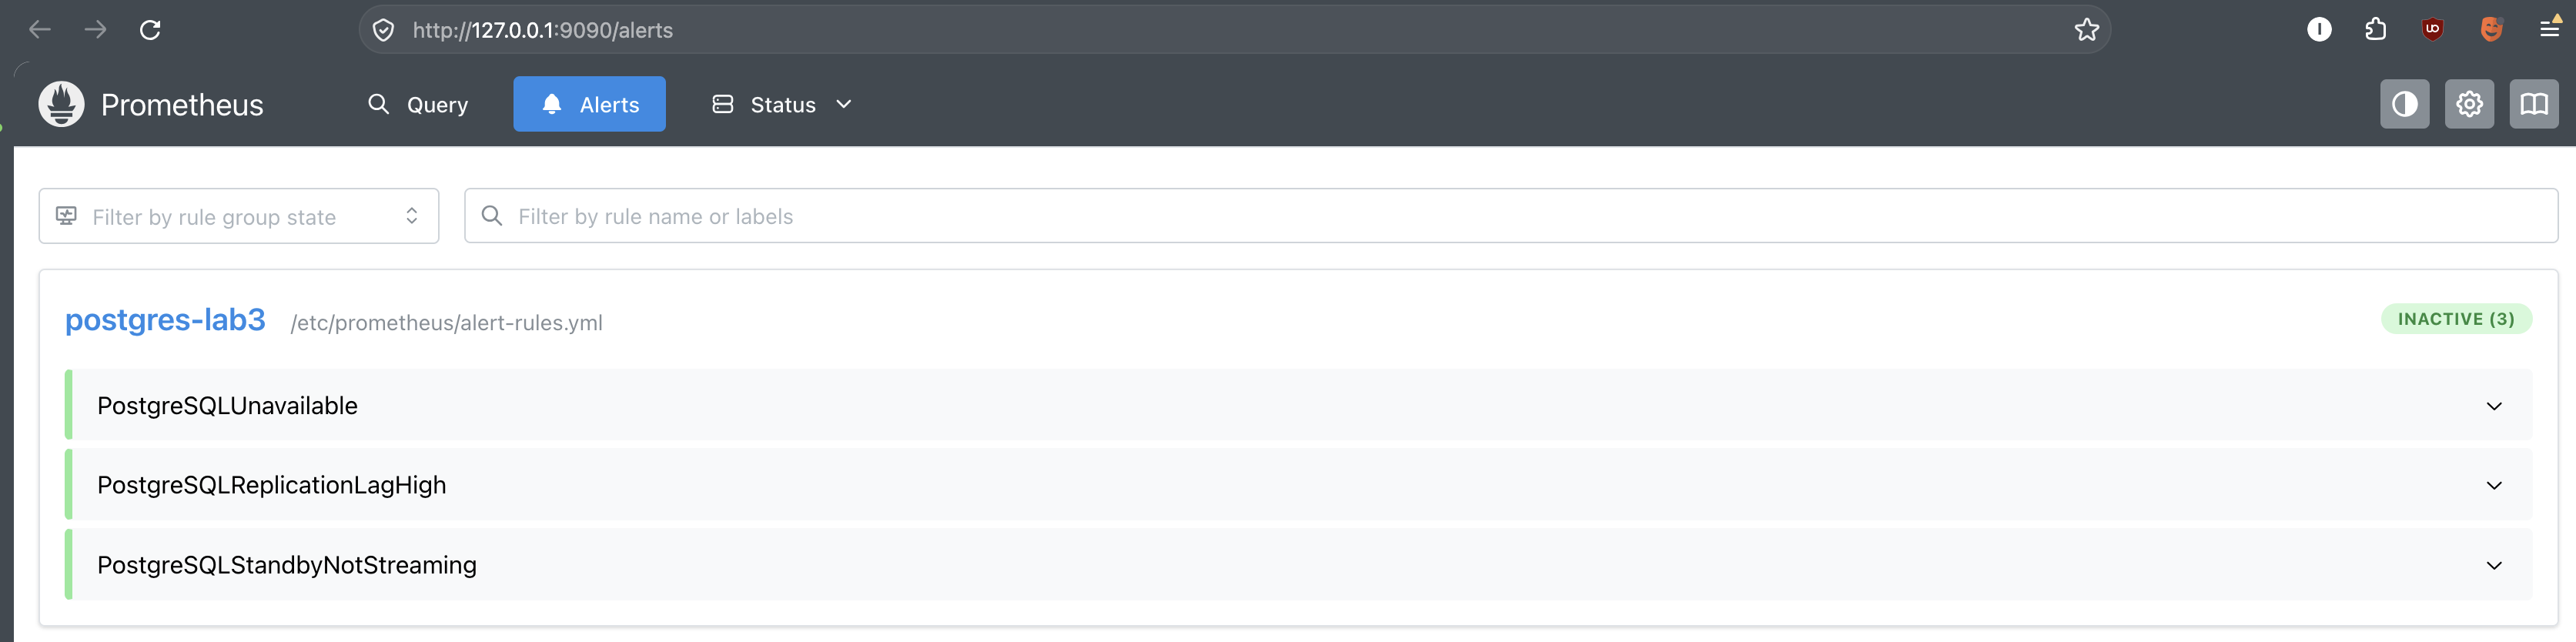 http://127.0.0.1:9090/alerts
Prometheus Query Alerts Status
Filter by rule group state Filter by rule name or labels
postgres-lab3 /etc/prometheus/alert-rules.yml INACTIVE (3)
PostgreSQLUnavailable
PostgreSQLReplicationLagHigh
PostgreSQLStandbyNotStreaming